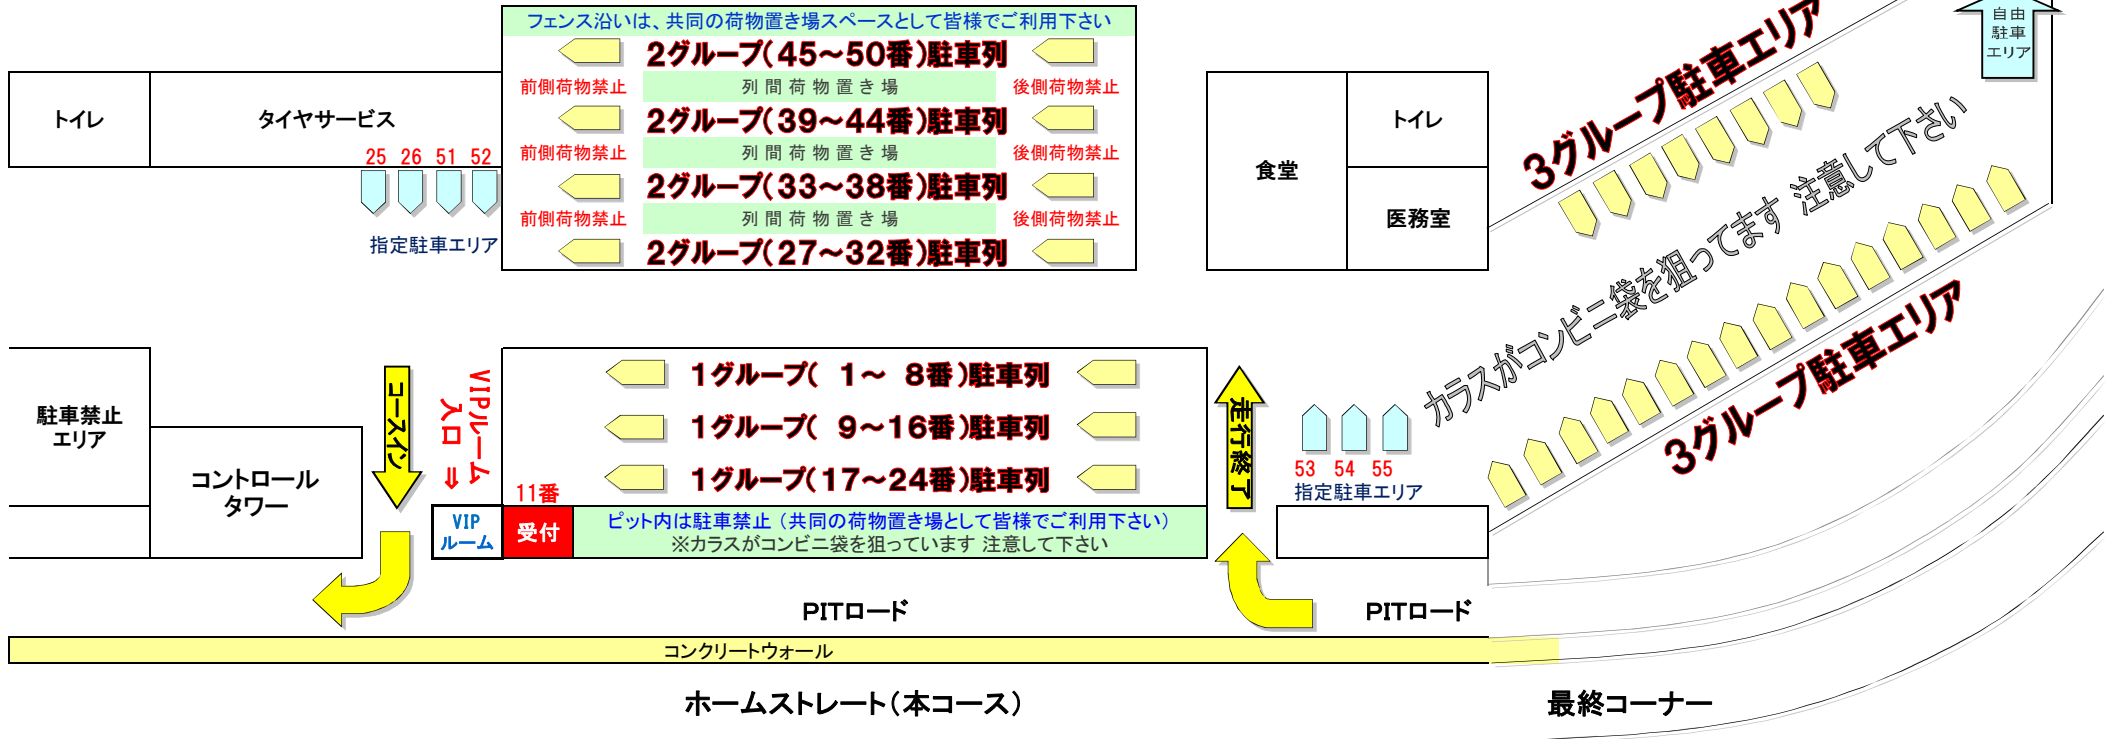 フェンス沿いは、共同の荷物置き場スペースとして皆様でご利用下さい
2グループ(45～50番)駐車列
前側荷物禁止 列間荷物置き場 後側荷物禁止
2グループ(39～44番)駐車列
前側荷物禁止 列間荷物置き場 後側荷物禁止
2グループ(33～38番)駐車列
前側荷物禁止 列間荷物置き場 後側荷物禁止
2グループ(27～32番)駐車列
トイレ
タイヤサービス
25 26 51 52
指定駐車エリア
食堂
トイレ
医務室
自由
駐車
エリア
3グループ駐車エリア
カラスがコンビニ袋を狙ってます 注意して下さい
3グループ駐車エリア
駐車禁止
エリア
コントロール
タワー
コースイン
VIPルーム
入口 ⇒
1グループ( 1～ 8番)駐車列
1グループ( 9～16番)駐車列
1グループ(17～24番)駐車列
走行終了
53 54 55
指定駐車エリア
11番
VIP
ルーム
受付
ピット内は駐車禁止 (共同の荷物置き場として皆様でご利用下さい)
※カラスがコンビニ袋を狙っています 注意して下さい
PITロード
PITロード
コンクリートウォール
ホームストレート(本コース)
最終コーナー